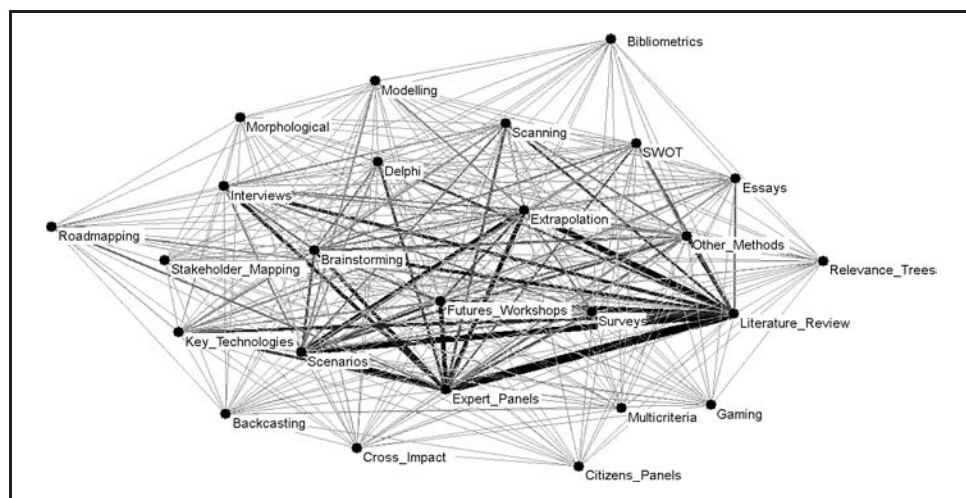 Bibliometrics
Modelling
Morphological
Scanning
SWOT
Delphi
Essays
Interviews
Extrapolation
Roadmapping
Other_Methods
Brainstorming
Stakeholder_Mapping
Relevance_Trees
Futures_Workshops
Surveys
Literature_Review
Key_Technologies
Scenarios
Expert_Panels
Backcasting
Multicriteria
Gaming
Cross_Impact
Citizens_Panels